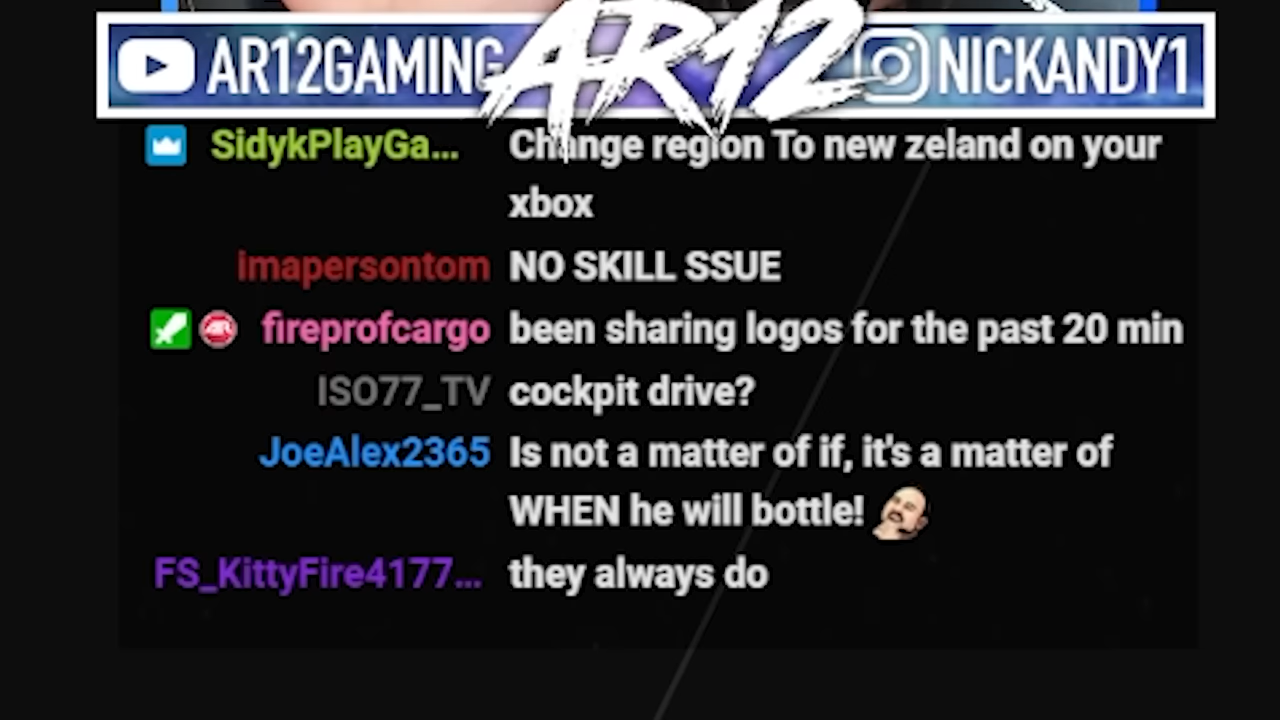 AR12GAMING AR12 NICKANDY1
SidykPlayGa... Change region To new zeland on your
xbox
imapersontom NO SKILL SSUE
fireprofcargo been sharing logos for the past 20 min
ISO77_TV cockpit drive?
JoeAlex2365 Is not a matter of if, it's a matter of
WHEN he will bottle!
FS_KittyFire4177... they always do